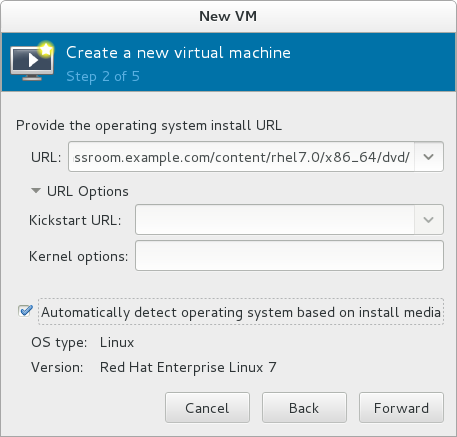 New VM
Create a new virtual machine
Step 2 of 5
Provide the operating system install URL
URL: ssroom.example.com/content/rhel7.0/x86_64/dvd/
URL Options
Kickstart URL:
Kernel options:
Automatically detect operating system based on install media
OS type: Linux
Version: Red Hat Enterprise Linux 7
Cancel Back Forward